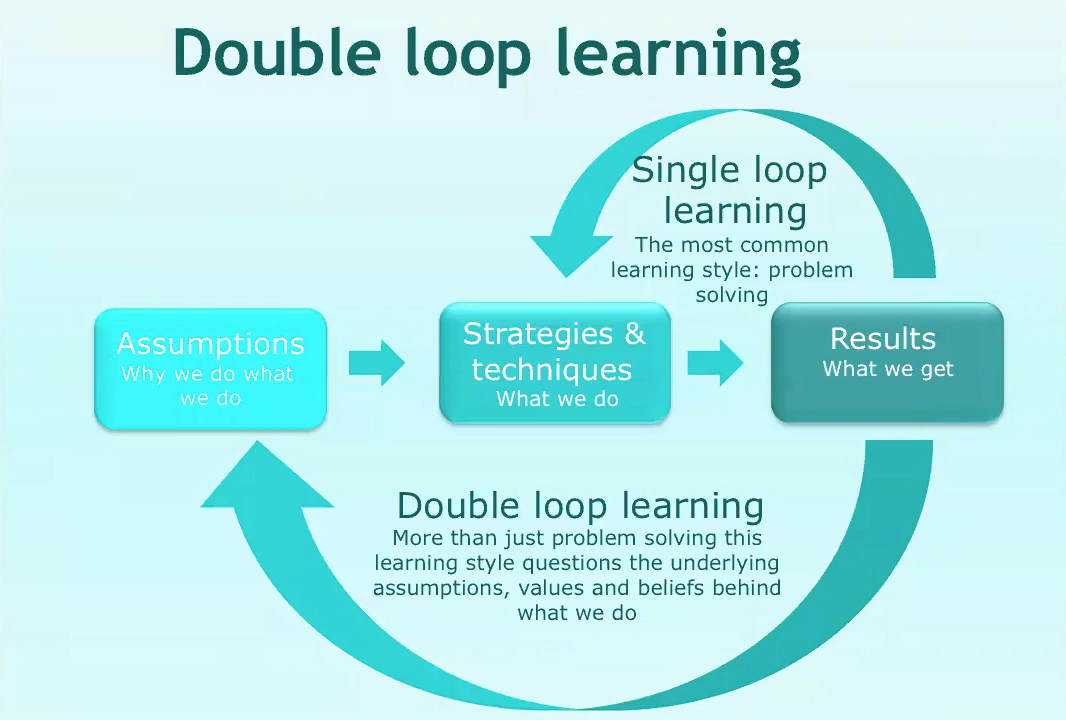 Double loop learning
Single loop
learning
The most common
learning style: problem
solving
Assumptions
Why we do what
we do
Strategies &
techniques
What we do
Results
What we get
Double loop learning
More than just problem solving this
learning style questions the underlying
assumptions, values and beliefs behind
what we do